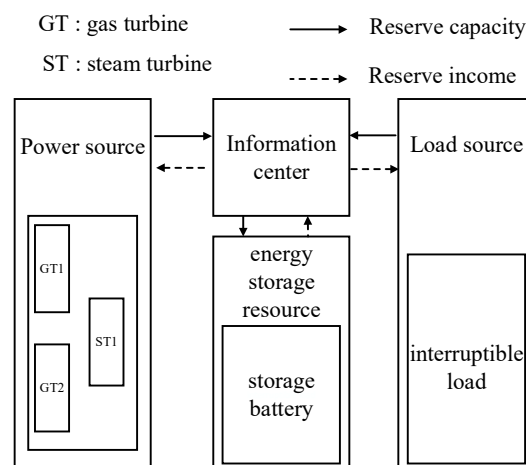 GT : gas turbine
Reserve capacity
ST : steam turbine
Reserve income
Power source
Information
center
Load source
energy
storage
resource
GT1
ST1
GT2
storage
battery
interruptible
load